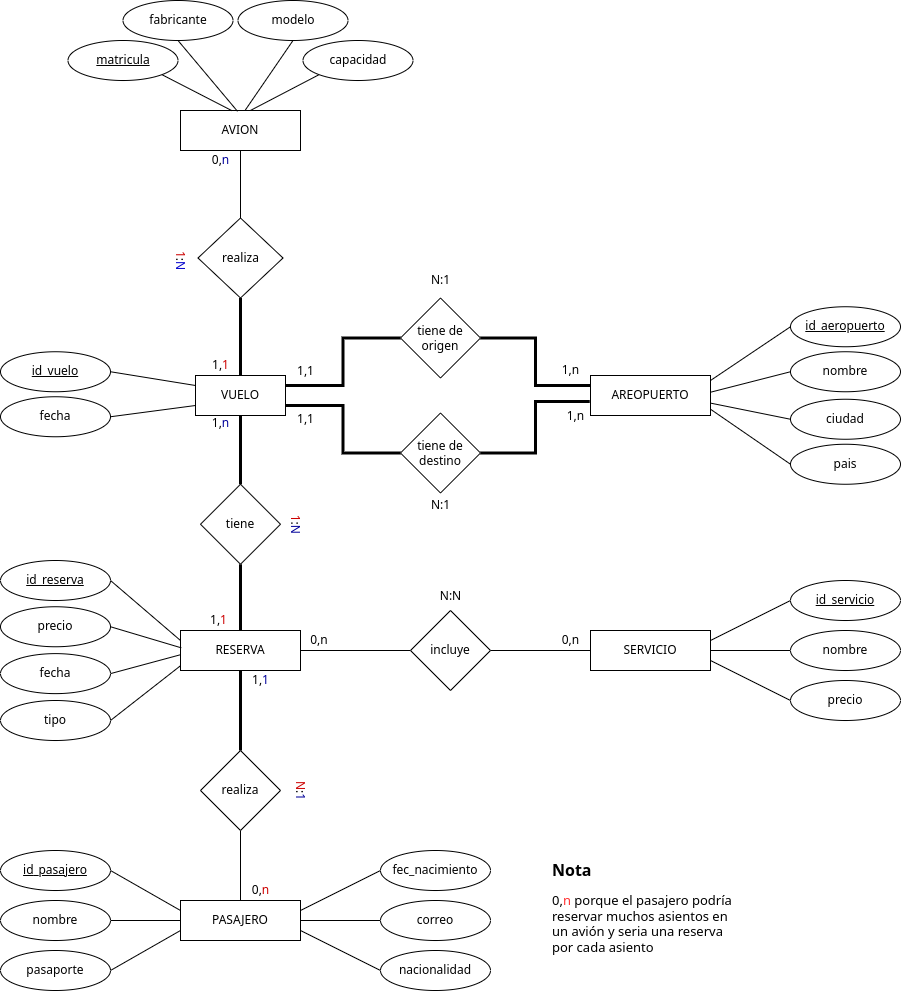 fabricante
modelo
matricula
capacidad
AVION
0,n
realiza
1:N
N:1
tiene de
origen
id_aeropuerto
1,1
1,1
1,n
id_vuelo
nombre
VUELO
AREOPUERTO
fecha
1,n
1,1
1,n
ciudad
tiene de
destino
pais
N:1
tiene
1:N
id_reserva
N:N
id_servicio
precio
1,1
0,n
0,n
RESERVA
incluye
SERVICIO
nombre
fecha
1,1
precio
tipo
realiza
N:1
id_pasajero
0,n
fec_nacimiento
Nota
nombre
PASAJERO
correo
0,n porque el pasajero podría
reservar muchos asientos en
un avión y seria una reserva
por cada asiento
pasaporte
nacionalidad